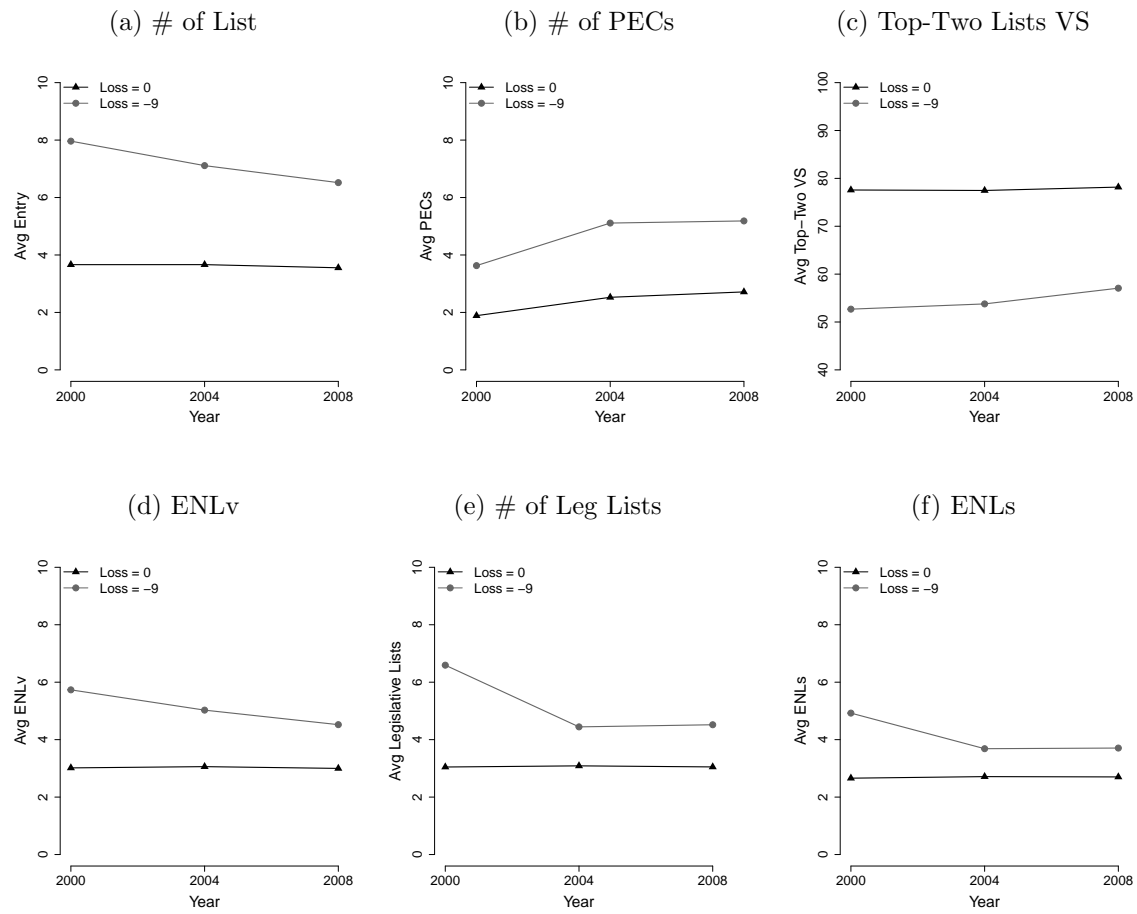 (a) # of List
Loss = 0
Loss = −9
Avg Entry
0 2 4 6 8 10
2000 2004 2008
Year
(b) # of PECs
Loss = 0
Loss = −9
Avg PECs
0 2 4 6 8 10
2000 2004 2008
Year
(c) Top-Two Lists VS
Loss = 0
Loss = −9
Avg Top−Two VS
40 50 60 70 80 90 100
2000 2004 2008
Year
(d) ENLv
Loss = 0
Loss = −9
Avg ENLv
0 2 4 6 8 10
2000 2004 2008
Year
(e) # of Leg Lists
Loss = 0
Loss = −9
Avg Legislative Lists
0 2 4 6 8 10
2000 2004 2008
Year
(f) ENLs
Loss = 0
Loss = −9
Avg ENLs
0 2 4 6 8 10
2000 2004 2008
Year